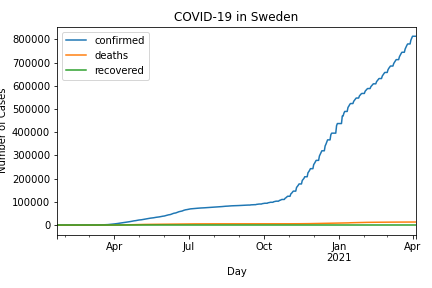 COVID-19 in Sweden
confirmed
deaths
recovered
800000
700000
600000
500000
400000
300000
200000
100000
0
Number of Cases
Apr
Jul
Oct
Jan
2021
Apr
Day